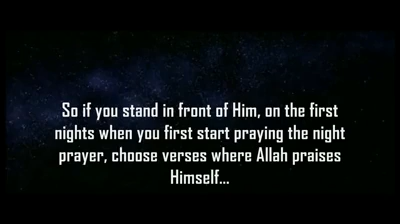 So if you stand in front of Him, on the first
nights when you first start praying the night
prayer, choose verses where Allah praises
Himself...